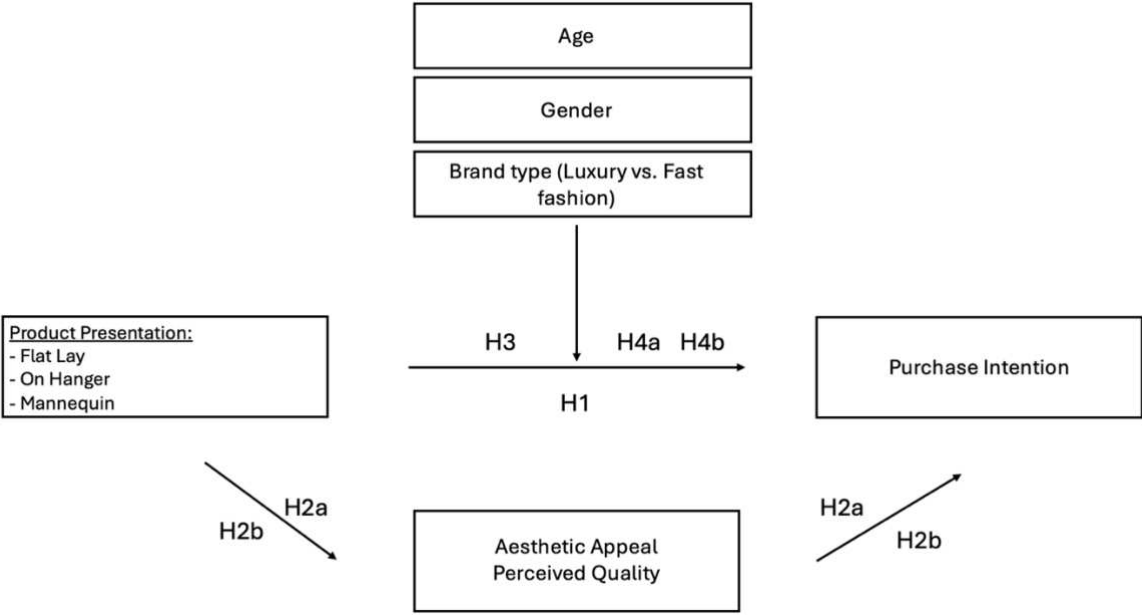 Age
Gender
Brand type (Luxury vs. Fast
fashion)
Product Presentation:
- Flat Lay
- On Hanger
- Mannequin
H3
H4a
H4b
H1
Purchase Intention
H2a
H2b
Aesthetic Appeal
Perceived Quality
H2a
H2b